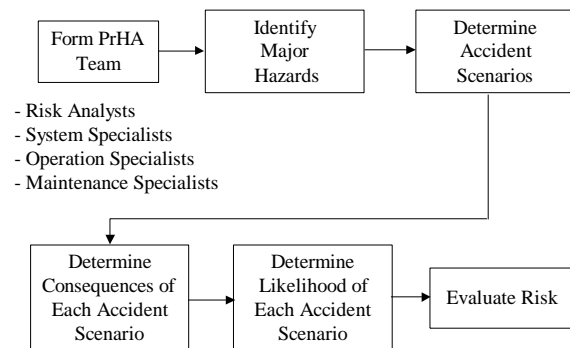 Form PrHA
Team
Identify
Major
Hazards
Determine
Accident
Scenarios
- Risk Analysts
- System Specialists
- Operation Specialists
- Maintenance Specialists
Determine
Consequences of
Each Accident
Scenario
Determine
Likelihood of
Each Accident
Scenario
Evaluate Risk